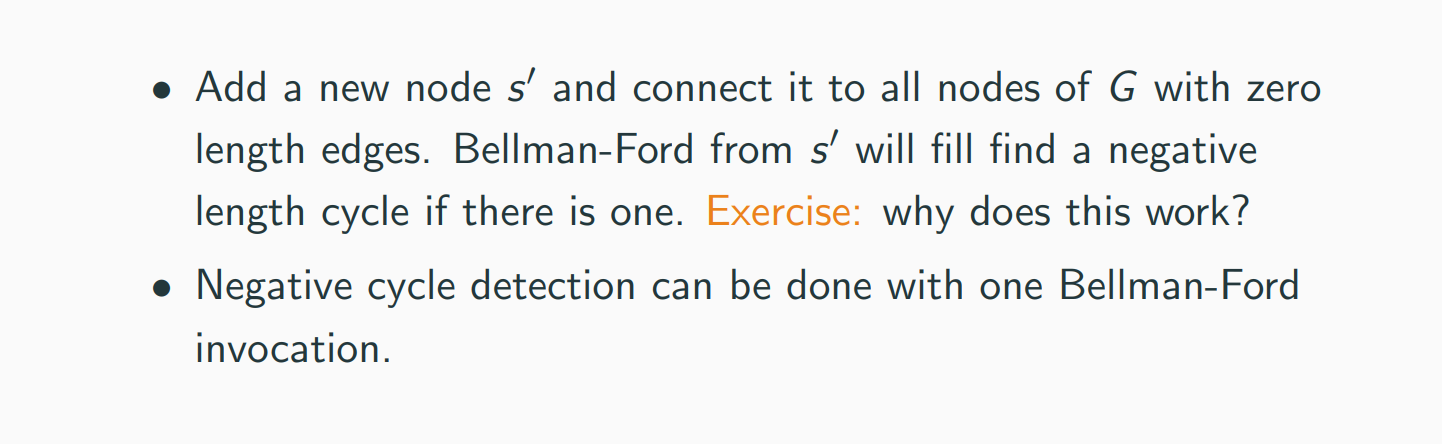 • Add a new node s′ and connect it to all nodes of G with zero
length edges. Bellman-Ford from s′ will fill find a negative
length cycle if there is one. Exercise: why does this work?
• Negative cycle detection can be done with one Bellman-Ford
invocation.